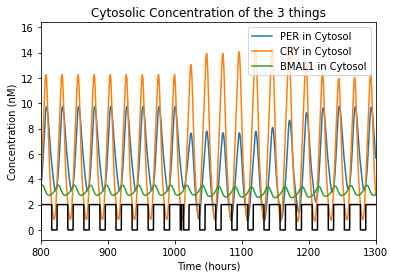 Cytosolic Concentration of the 3 things
PER in Cytosol
CRY in Cytosol
BMAL1 in Cytosol
Concentration (nM)
16
14
12
10
8
6
4
2
0
800
900
1000
1100
1200
1300
Time (hours)